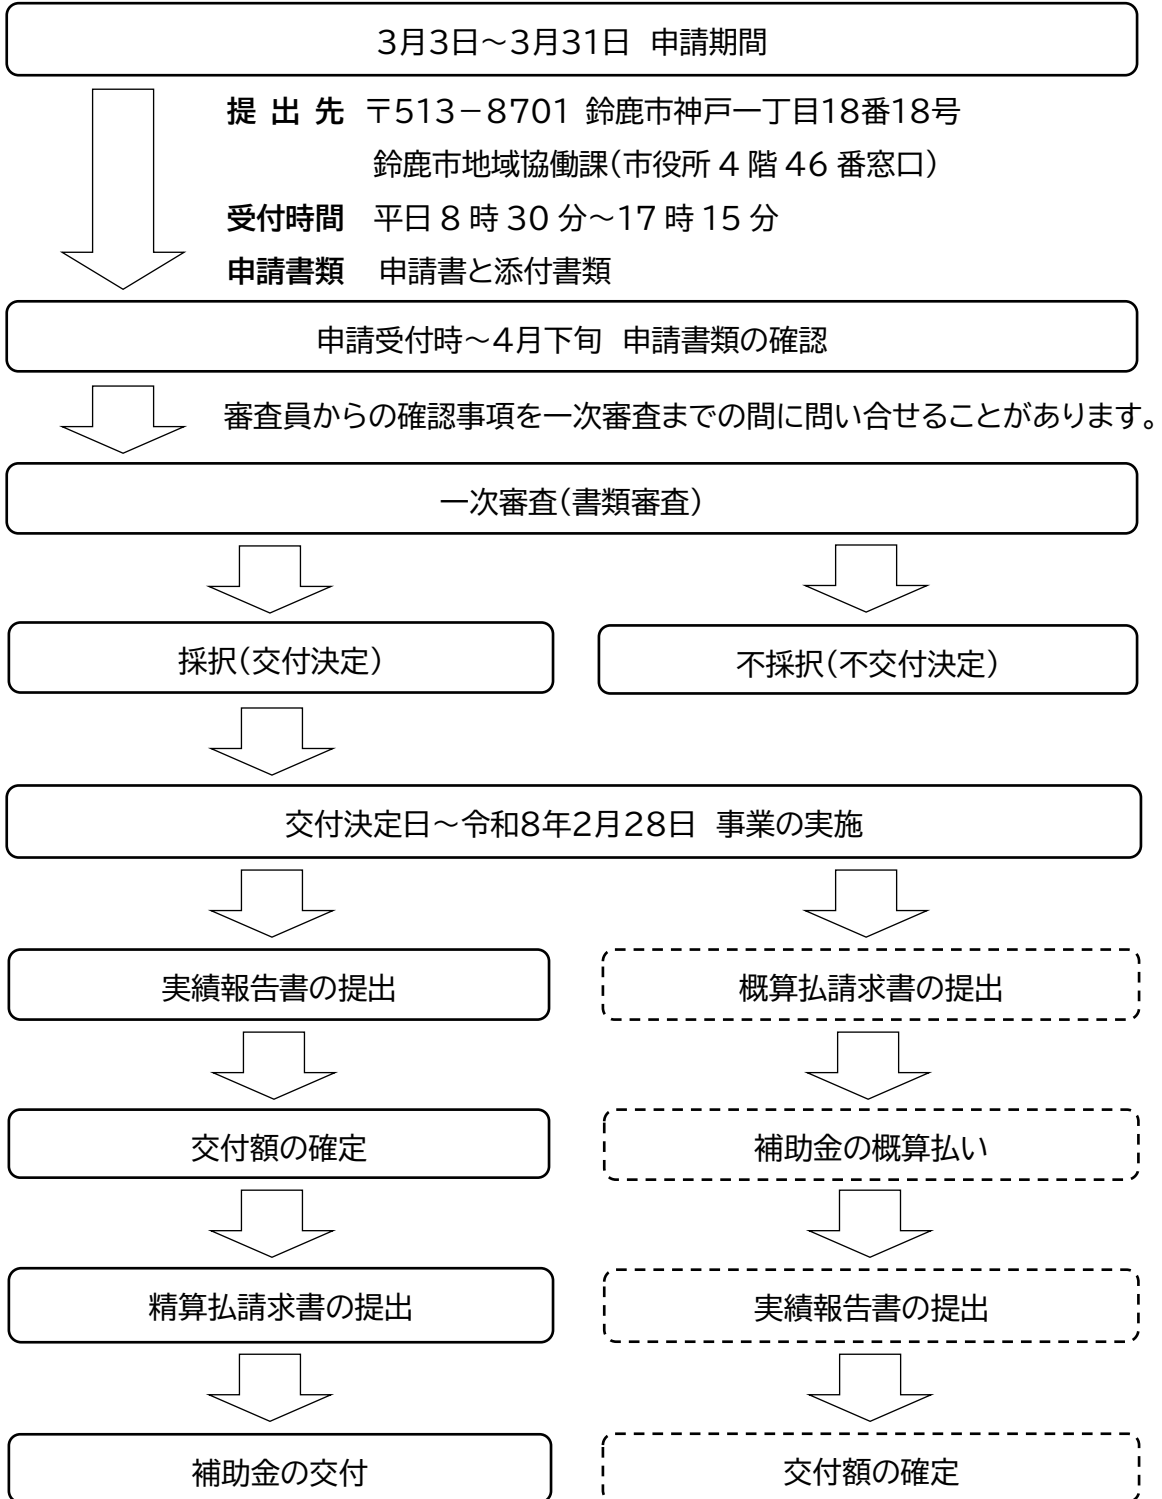 3月3日～3月31日 申請期間
提 出 先 〒513－8701 鈴鹿市神戸一丁目18番18号
鈴鹿市地域協働課(市役所 4 階 46 番窓口)
受付時間 平日 8 時 30 分～17 時 15 分
申請書類 申請書と添付書類
申請受付時～4月下旬 申請書類の確認
審査員からの確認事項を一次審査までの間に問い合せることがあります。
一次審査(書類審査)
採択(交付決定)
不採択(不交付決定)
交付決定日～令和8年2月28日 事業の実施
実績報告書の提出
概算払請求書の提出
交付額の確定
補助金の概算払い
精算払請求書の提出
実績報告書の提出
補助金の交付
交付額の確定